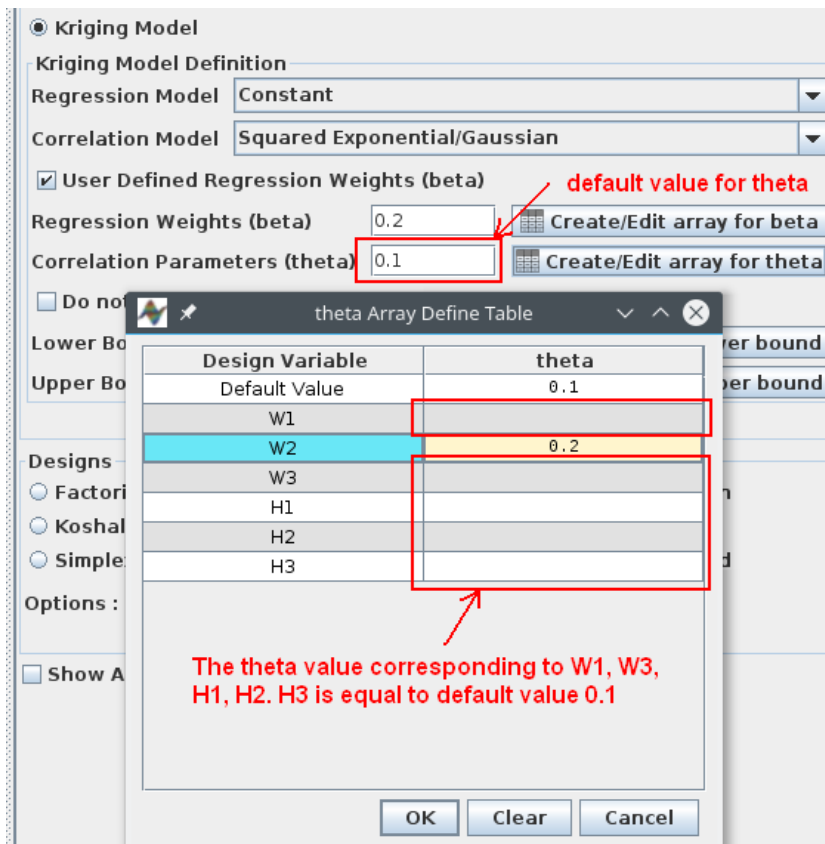 Kriging Model
Kriging Model Definition
Regression Model Constant
Correlation Model Squared Exponential/Gaussian
User Defined Regression Weights (beta)
default value for theta
Regression Weights (beta) 0.2 Create/Edit array for beta
Correlation Parameters (theta) 0.1 Create/Edit array for theta
Do not
theta Array Define Table
Lower Bo
er bound
Upper Bo
per bound
Design Variable theta
Default Value 0.1
W1
W2 0.2
W3
H1
H2
H3
Designs
Factori
n
Koshal
Simple
d
Options :
The theta value corresponding to W1, W3,
H1, H2. H3 is equal to default value 0.1
Show A
OK Clear Cancel